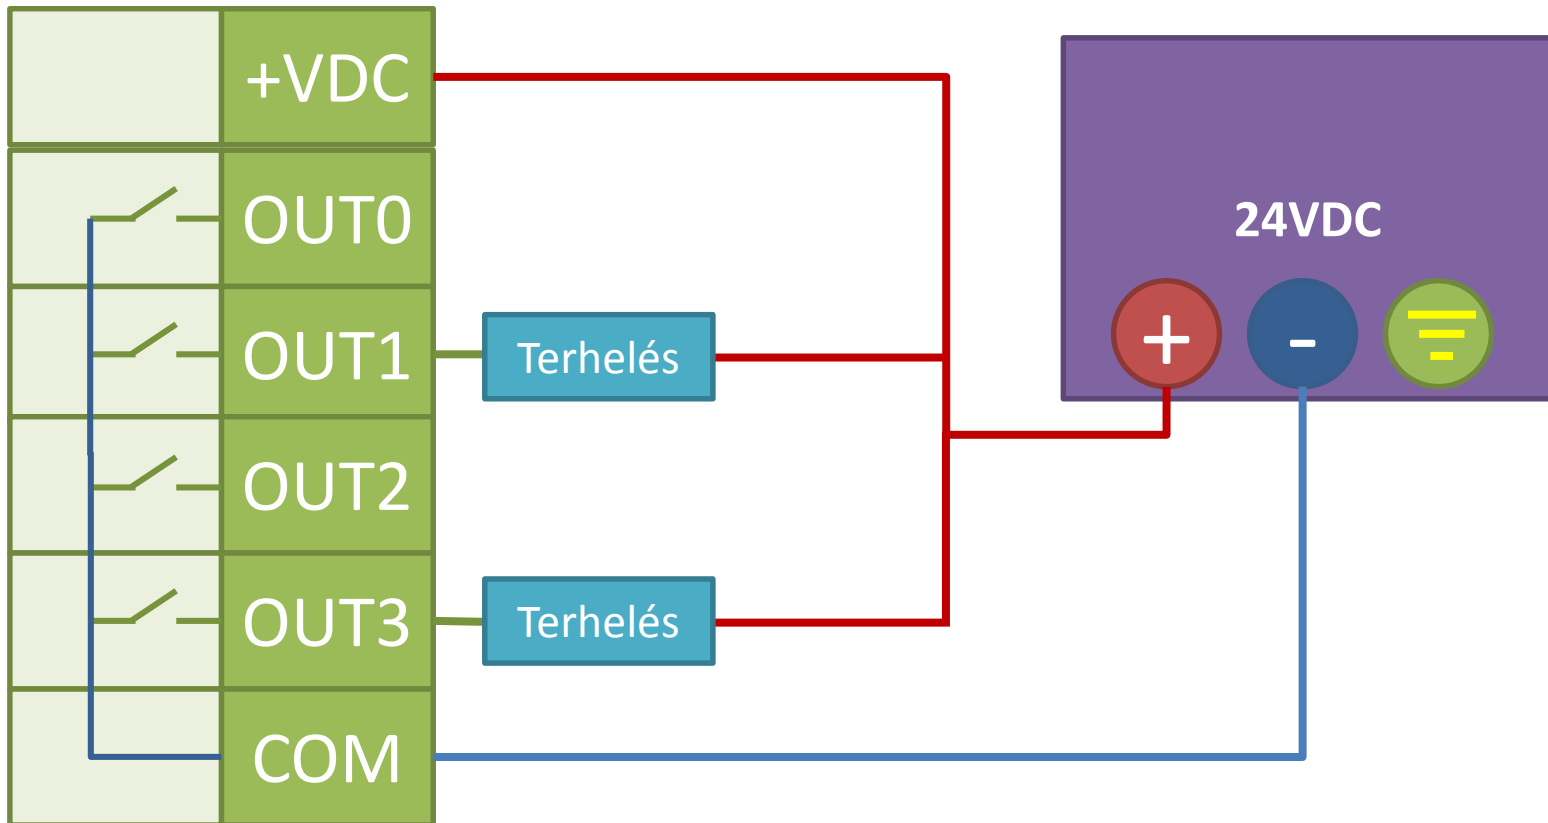 +VDC
OUT0
24VDC
+
-
OUT1
Terhelés
OUT2
OUT3
Terhelés
COM